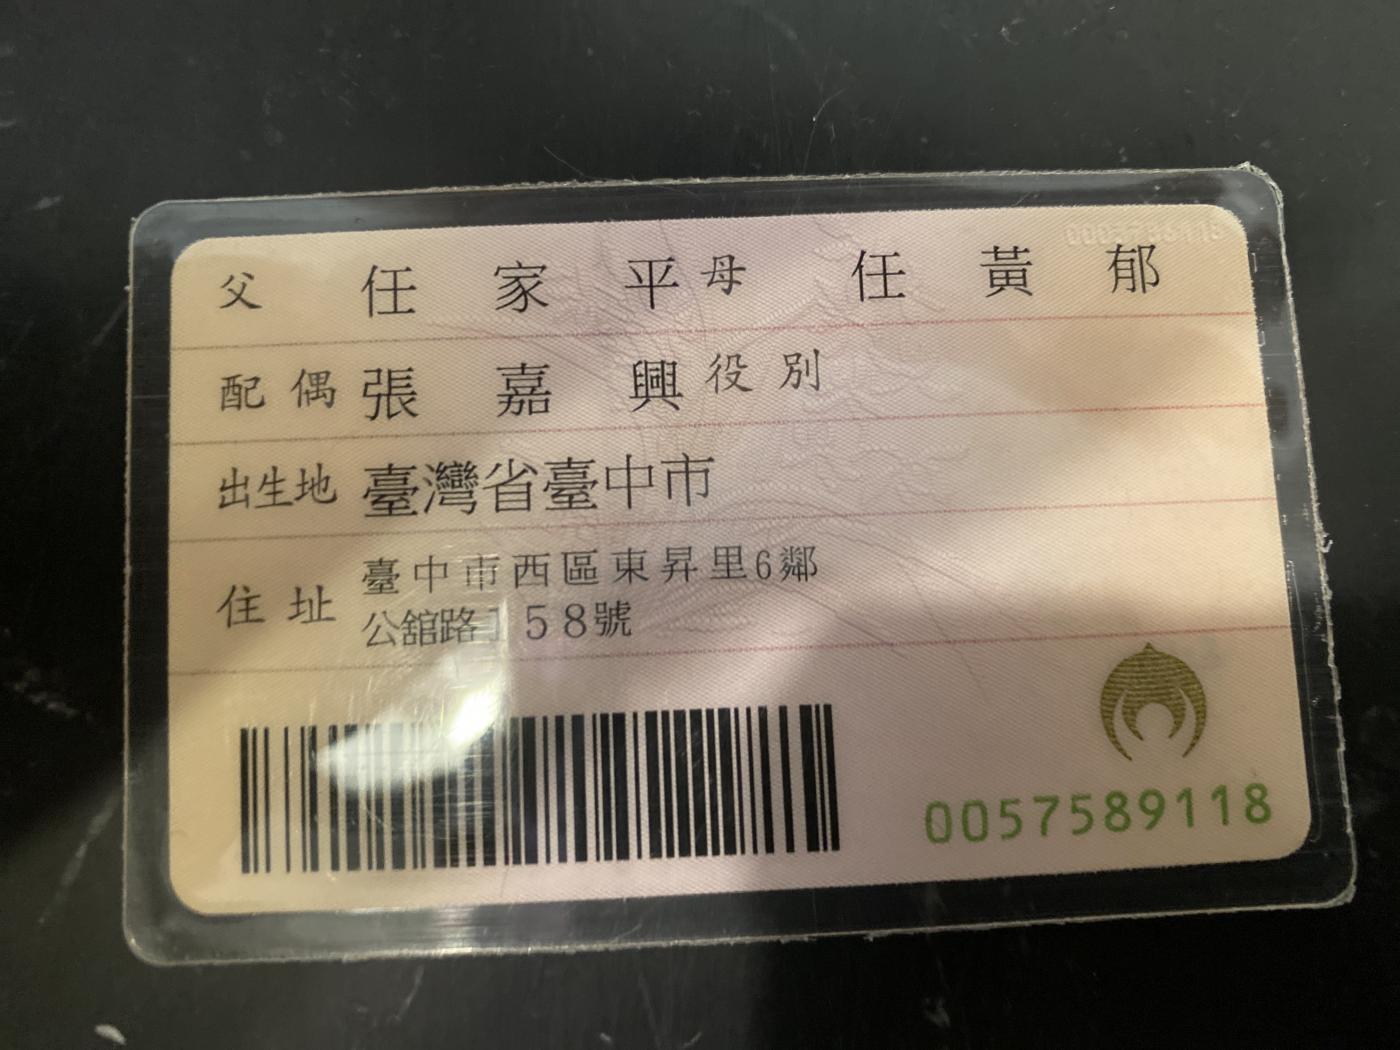 父 任家平 母 任黃郁
配偶 張嘉興 役別
出生地 臺灣省臺中市
住址 臺中市西區東昇里6鄰
公舘路158號
0057589118